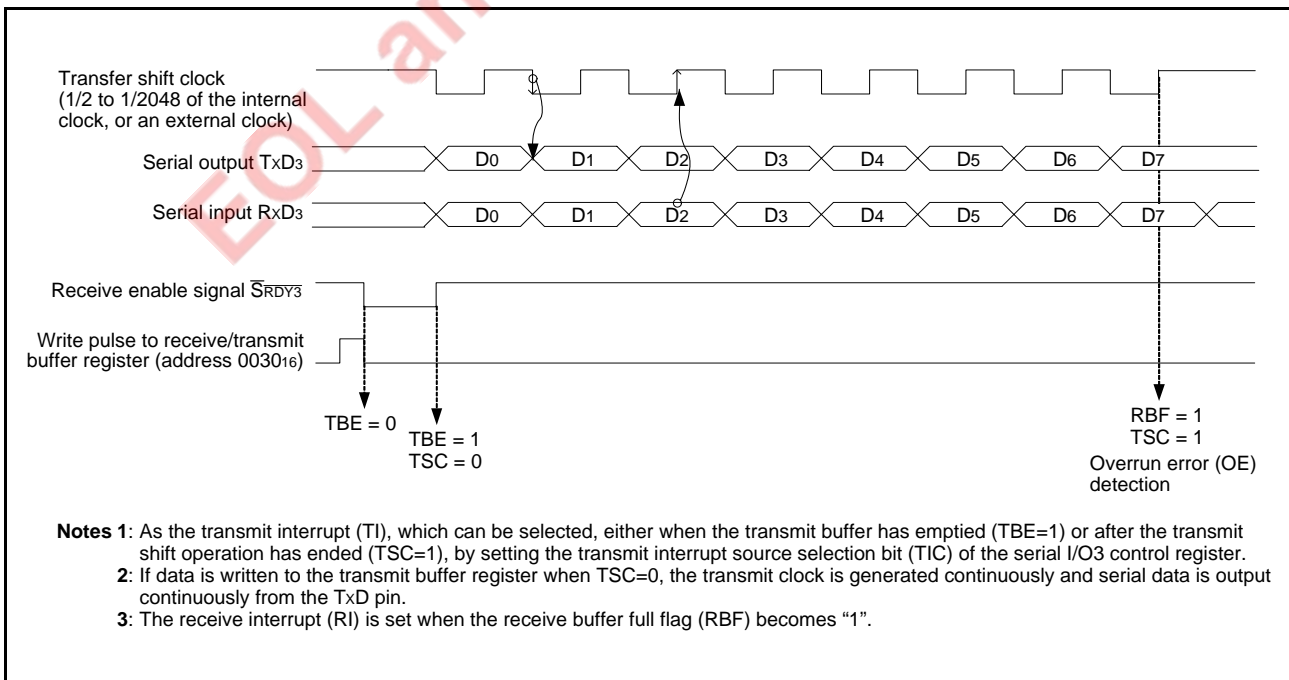 EOL an
Transfer shift clock
(1/2 to 1/2048 of the internal
clock, or an external clock)
Serial output TxD3
D0 D1 D2 D3 D4 D5 D6 D7
Serial input RxD3
D0 D1 D2 D3 D4 D5 D6 D7
Receive enable signal S̅R̅D̅Y̅3̅
Write pulse to receive/transmit
buffer register (address 003016)
TBE = 0
TBE = 1
TSC = 0
RBF = 1
TSC = 1
Overrun error (OE)
detection
Notes 1: As the transmit interrupt (TI), which can be selected, either when the transmit buffer has emptied (TBE=1) or after the transmit
shift operation has ended (TSC=1), by setting the transmit interrupt source selection bit (TIC) of the serial I/O3 control register.
2: If data is written to the transmit buffer register when TSC=0, the transmit clock is generated continuously and serial data is output
continuously from the TxD pin.
3: The receive interrupt (RI) is set when the receive buffer full flag (RBF) becomes “1”.